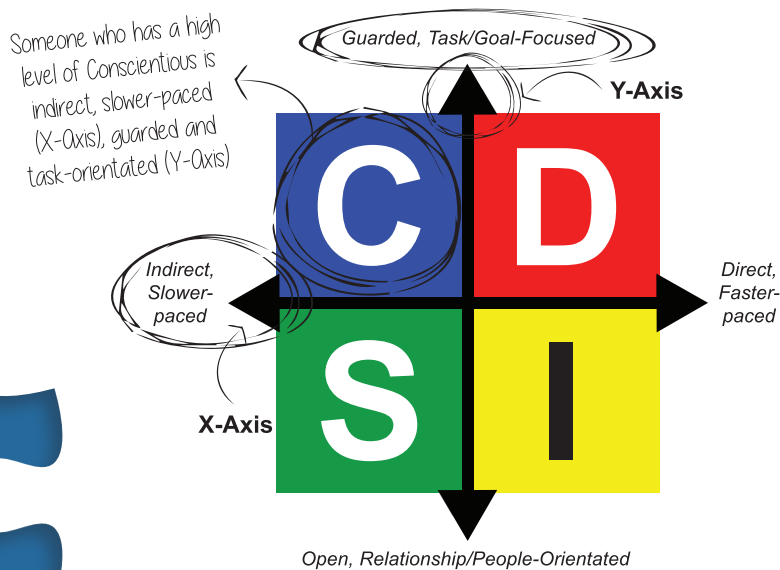 Someone who has a high
level of Conscientious is
indirect, slower-paced
(X-Axis), guarded and
task-orientated (Y-Axis)
Guarded, Task/Goal-Focused
Y-Axis
C
D
Indirect,
Slower-
paced
Direct,
Faster-
paced
X-Axis
S
I
Open, Relationship/People-Orientated